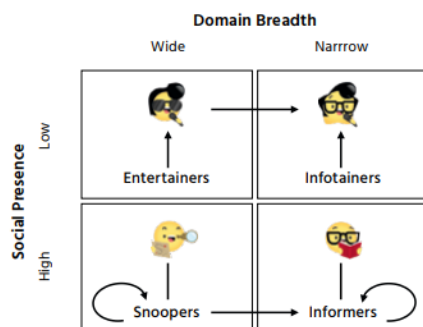 Domain Breadth
Wide
Narrrow
Social Presence
Low
High
Entertainers
Infotainers
Snoopers
Informers